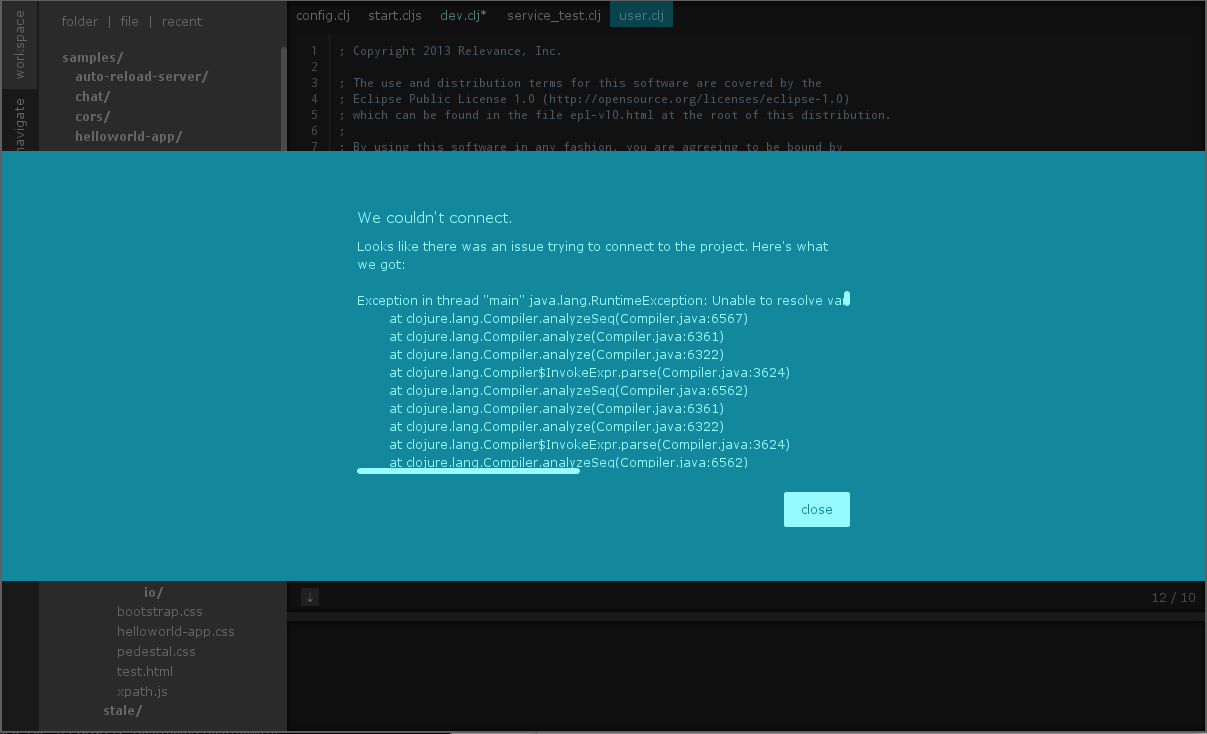 workspace
navigate
folder | file | recent
samples/
auto-reload-server/
chat/
cors/
helloworld-app/
config.clj start.cljs dev.clj* service_test.clj user.clj
1 ; Copyright 2013 Relevance, Inc.
2
3 ; The use and distribution terms for this software are covered by the
4 ; Eclipse Public License 1.0 (http://opensource.org/licenses/eclipse-1.0)
5 ; which can be found in the file epl-v10.html at the root of this distribution.
6 ;
7 ; By using this software in any fashion, you are agreeing to be bound by
We couldn't connect.
Looks like there was an issue trying to connect to the project. Here's what
we got:
Exception in thread "main" java.lang.RuntimeException: Unable to resolve
at clojure.lang.Compiler.analyzeSeq(Compiler.java:6567)
at clojure.lang.Compiler.analyze(Compiler.java:6361)
at clojure.lang.Compiler.analyze(Compiler.java:6322)
at clojure.lang.Compiler$InvokeExpr.parse(Compiler.java:3624)
at clojure.lang.Compiler.analyzeSeq(Compiler.java:6562)
at clojure.lang.Compiler.analyze(Compiler.java:6361)
at clojure.lang.Compiler.analyze(Compiler.java:6322)
at clojure.lang.Compiler$InvokeExpr.parse(Compiler.java:3624)
at clojure.lang.Compiler.analyzeSeq(Compiler.java:6562)
close
io/
bootstrap.css
helloworld-app.css
pedestal.css
test.html
xpath.js
stale/
↓
12 / 10